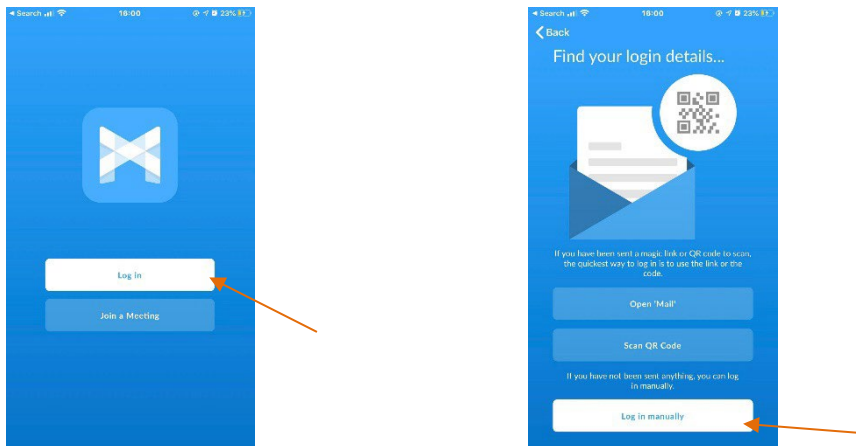 Search
16:00
23%
Log in
Join a Meeting
Search
16:00
23%
Back
Find your login details...
If you have been sent a magic link or QR code to scan,
the quickest way to log in is to use the link or the
code.
Open 'Mail'
Scan QR Code
If you have not been sent anything, you can log
in manually.
Log in manually